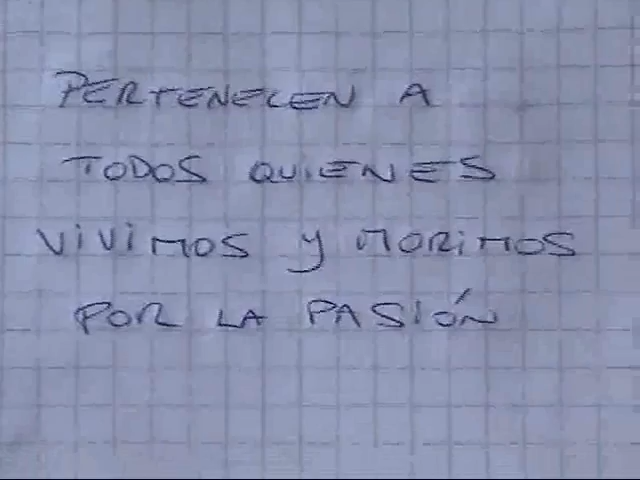 PERTENECEN A
TODOS QUIENES
ViViMOS y MORiMOS
POR LA PASIÓN